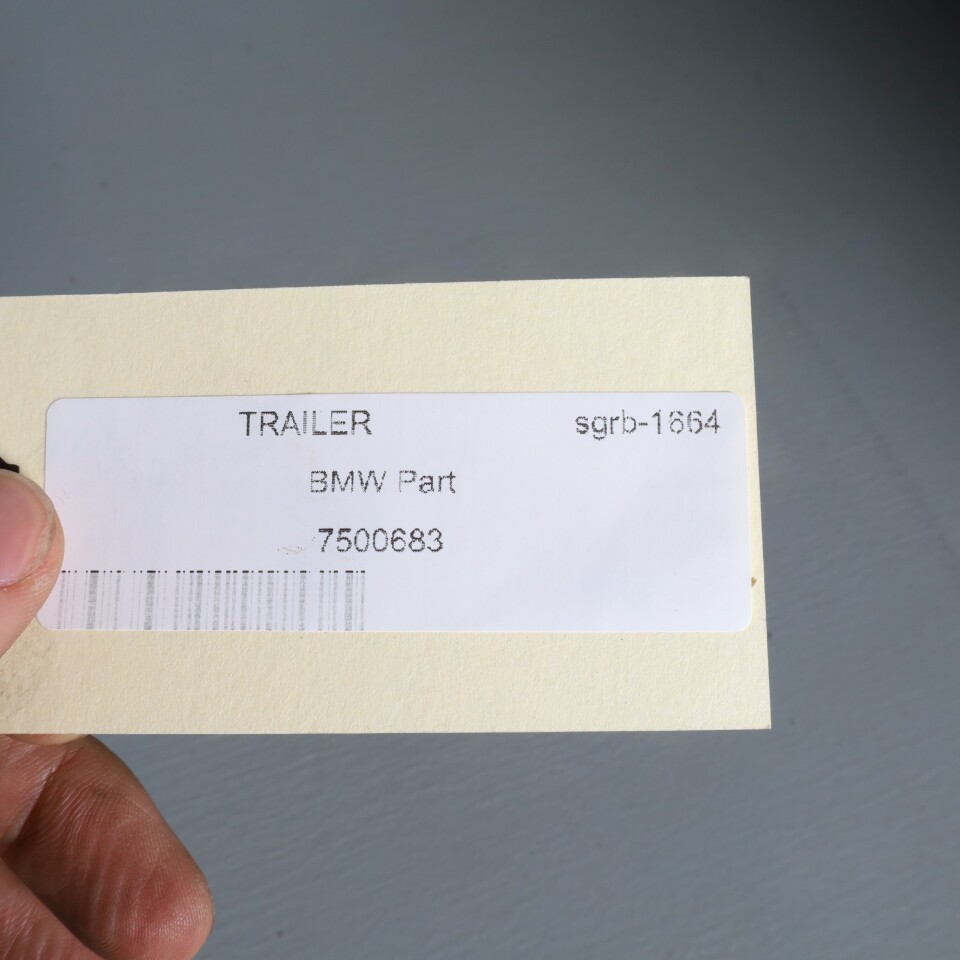 TRAILER sgrb-1664
BMW Part
7500683